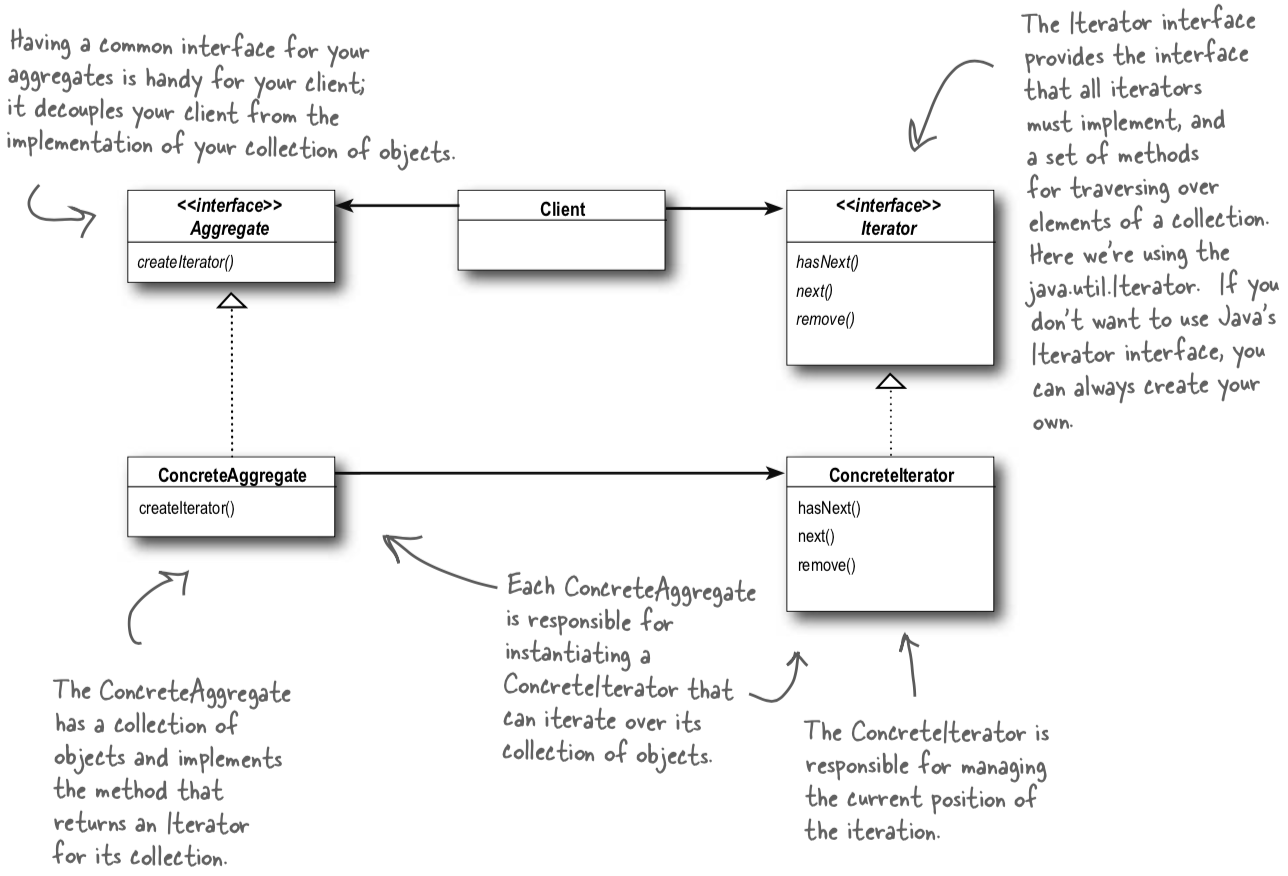 Having a common interface for your
aggregates is handy for your client;
it decouples your client from the
implementation of your collection of objects.
The Iterator interface
provides the interface
that all iterators
must implement, and
a set of methods
for traversing over
elements of a collection.
Here we're using the
java.util.Iterator. If you
don't want to use Java's
Iterator interface, you
can always create your
own.
<<interface>>
Aggregate
createIterator()
Client
<<interface>>
Iterator
hasNext()
next()
remove()
ConcreteAggregate
createIterator()
ConcreteIterator
hasNext()
next()
remove()
The ConcreteAggregate
has a collection of
objects and implements
the method that
returns an Iterator
for its collection.
Each ConcreteAggregate
is responsible for
instantiating a
ConcreteIterator that
can iterate over its
collection of objects.
The ConcreteIterator is
responsible for managing
the current position of
the iteration.